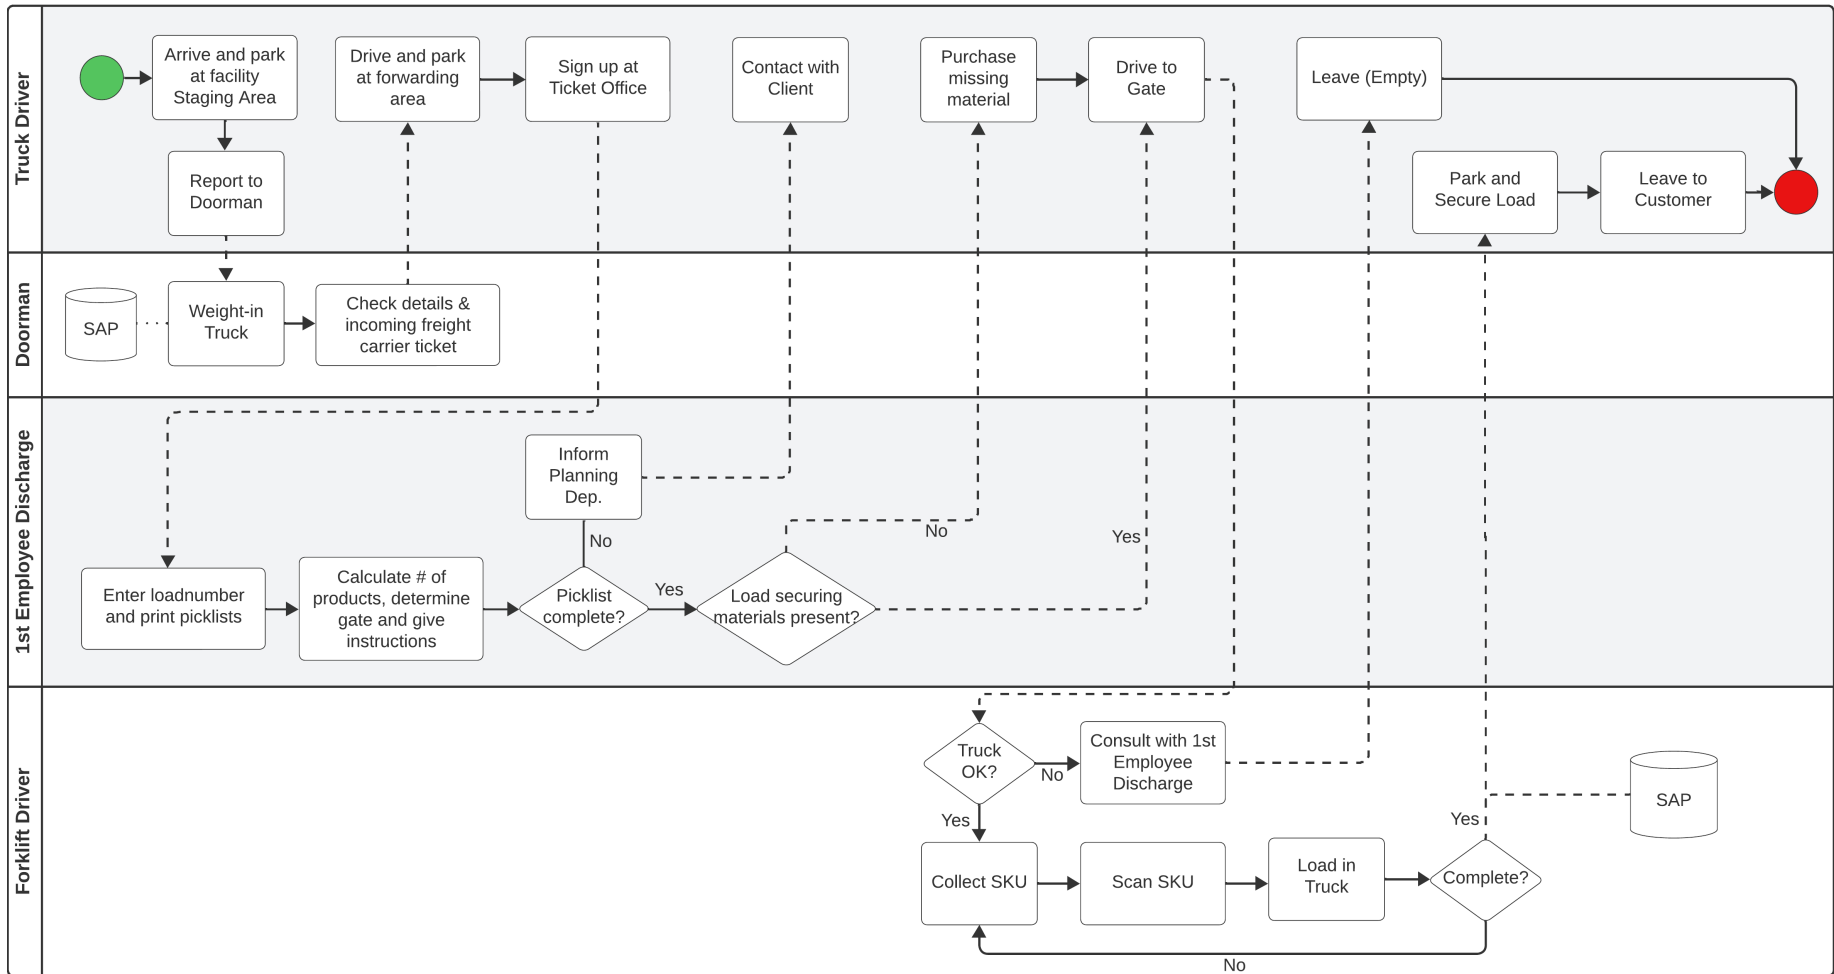 Truck Driver
Arrive and park
at facility
Staging Area
Drive and park
at forwarding
area
Sign up at
Ticket Office
Contact with
Client
Purchase
missing
material
Drive to
Gate
Leave (Empty)
Report to
Doorman
Park and
Secure Load
Leave to
Customer
Doorman
SAP
Weight-in
Truck
Check details &
incoming freight
carrier ticket
1st Employee Discharge
Inform
Planning
Dep.
No
No
Yes
Enter loadnumber
and print picklists
Calculate # of
products, determine
gate and give
instructions
Picklist
complete?
Yes
Load securing
materials present?
Forklift Driver
Truck
OK?
No
Consult with 1st
Employee
Discharge
SAP
Yes
Yes
Collect SKU
Scan SKU
Load in
Truck
Complete?
No